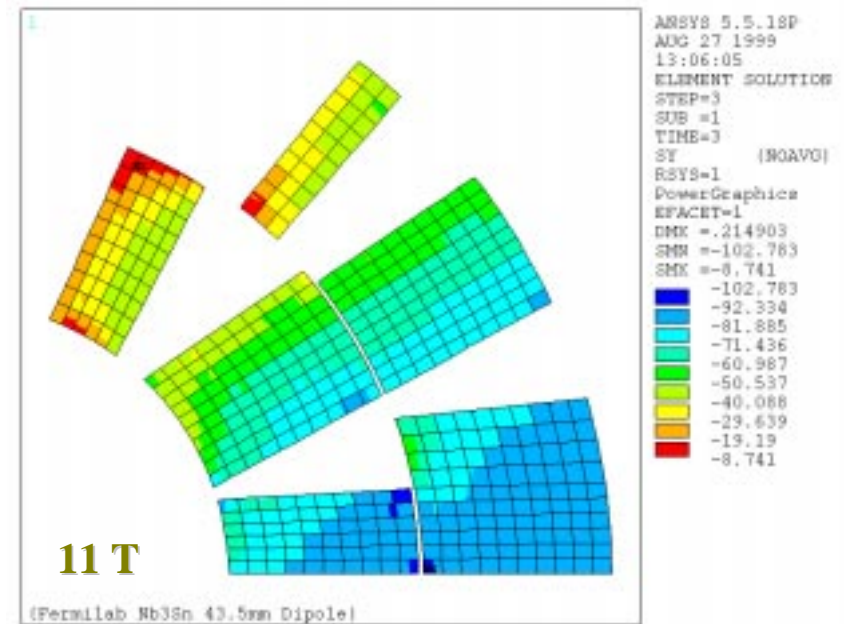 1
ANSYS 5.5.1SP
AUG 27 1999
13:06:05
ELEMENT SOLUTION
STEP=3
SUB =1
TIME=3
SY (NOAVG)
RSYS=1
PowerGraphics
EFACET=1
DMX =.214903
SMN =-102.783
SMX =-8.741
-102.783
-92.334
-81.885
-71.436
-60.987
-50.537
-40.088
-29.639
-19.19
-8.741
11 T
(Fermilab Nb3Sn 43.5mm Dipole)